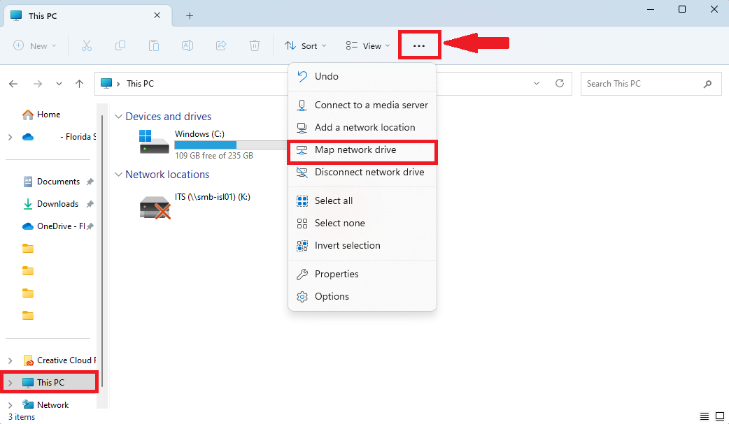 This PC
New
Sort
View
This PC
Search This PC
Undo
Connect to a media server
Add a network location
Map network drive
Disconnect network drive
Select all
Select none
Invert selection
Properties
Options
Home
- Florida S
Documents
Downloads
OneDrive - Fl
Creative Cloud F
This PC
Network
Devices and drives
Windows (C:)
109 GB free of 235 GB
Network locations
ITS (\\smb-isl01) (K:)
3 items